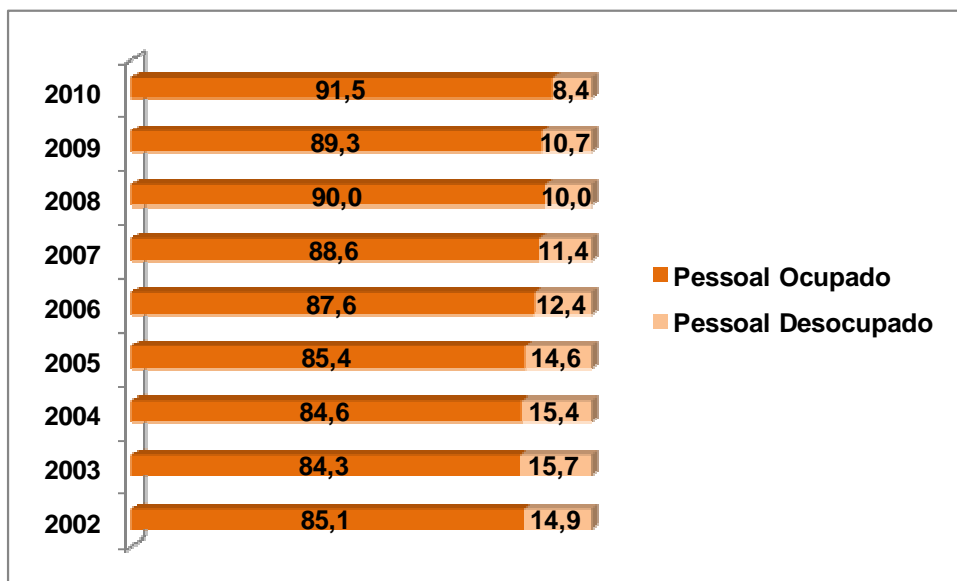 2010 91,5 8,4
2009 89,3 10,7
2008 90,0 10,0
2007 88,6 11,4
2006 87,6 12,4
2005 85,4 14,6
2004 84,6 15,4
2003 84,3 15,7
2002 85,1 14,9
Pessoal Ocupado
Pessoal Desocupado